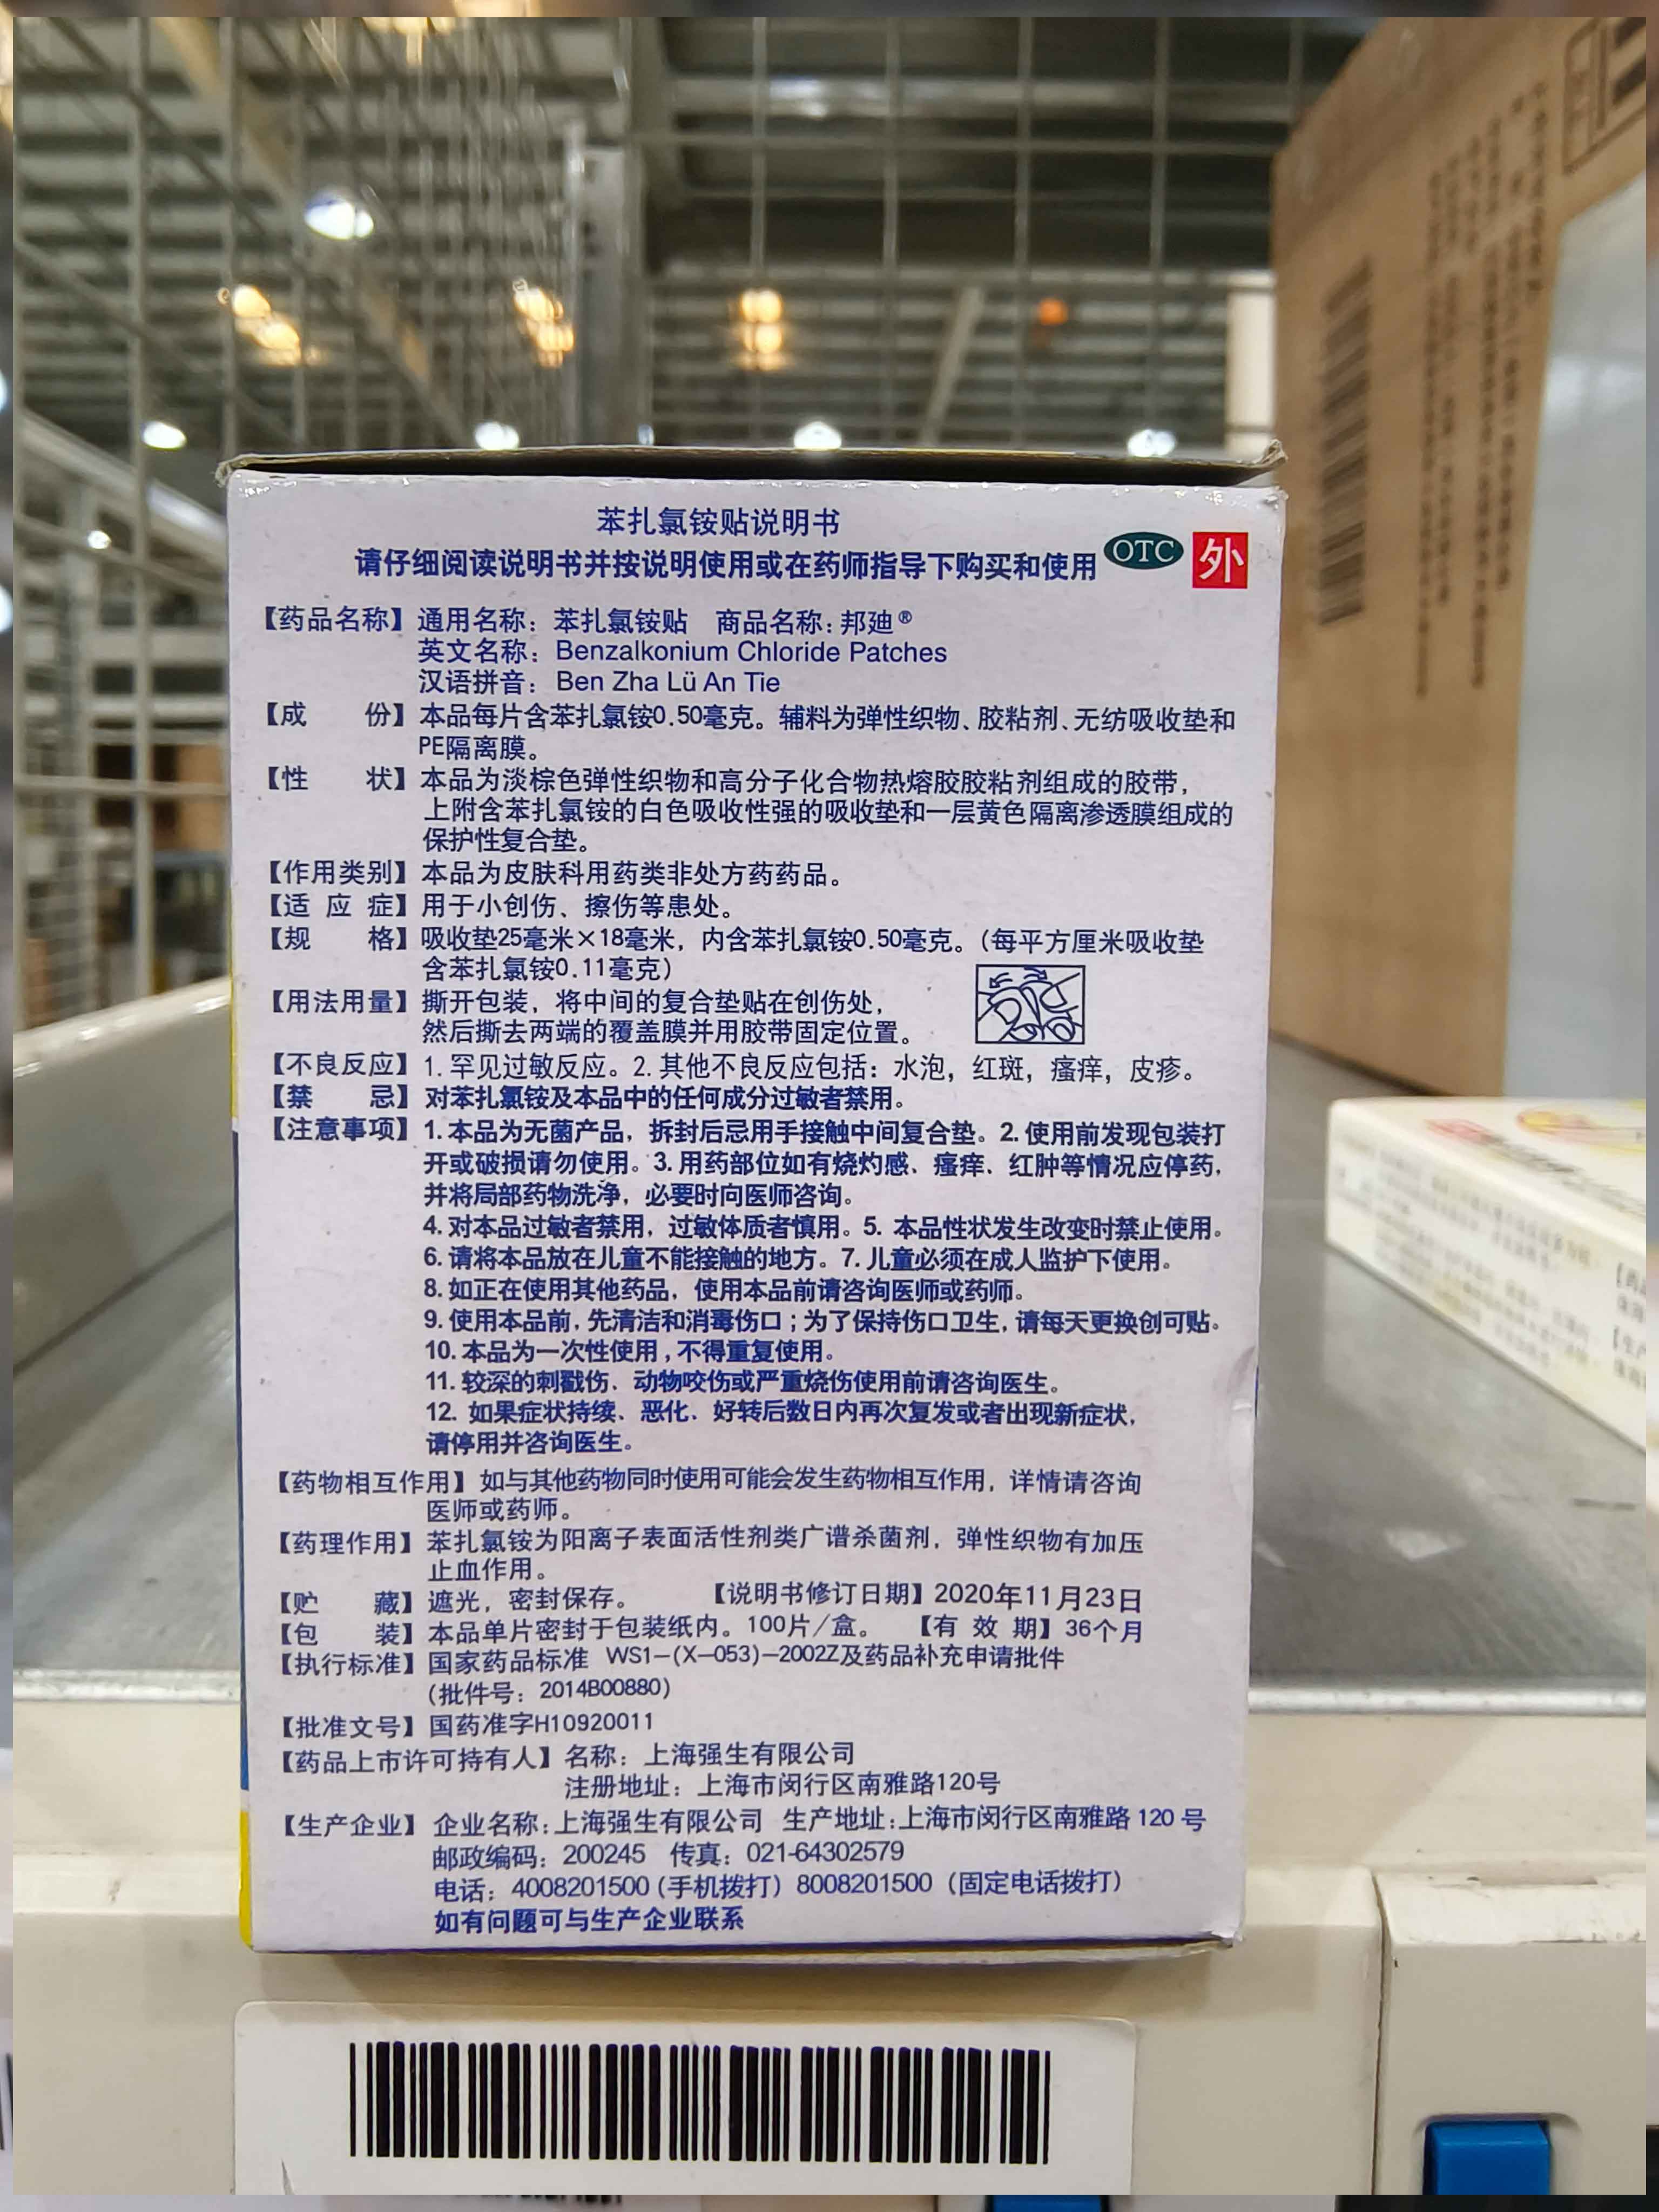 苯扎氯铵贴说明书
请仔细阅读说明书并按说明使用或在药师指导下购买和使用 OTC 外
【药品名称】通用名称：苯扎氯铵贴 商品名称：邦迪®
英文名称：Benzalkonium Chloride Patches
汉语拼音：Ben Zha Lü An Tie
【成 份】本品每片含苯扎氯铵0.50毫克。辅料为弹性织物、胶粘剂、无纺吸收垫和
PE隔离膜。
【性 状】本品为淡棕色弹性织物和高分子化合物热熔胶胶粘剂组成的胶带，
上附含苯扎氯铵的白色吸收性强的吸收垫和一层黄色隔离渗透膜组成的
保护性复合垫。
【作用类别】本品为皮肤科用药类非处方药药品。
【适 应 症】用于小创伤、擦伤等患处。
【规 格】吸收垫25毫米×18毫米，内含苯扎氯铵0.50毫克。（每平方厘米吸收垫
含苯扎氯铵0.11毫克）
【用法用量】撕开包装，将中间的复合垫贴在创伤处，
然后撕去两端的覆盖膜并用胶带固定位置。
【不良反应】1. 罕见过敏反应。2. 其他不良反应包括：水泡，红斑，瘙痒，皮疹。
【禁 忌】对苯扎氯铵及本品中的任何成分过敏者禁用。
【注意事项】1. 本品为无菌产品，拆封后忌用手接触中间复合垫。2. 使用前发现包装打
开或破损请勿使用。3. 用药部位如有烧灼感、瘙痒、红肿等情况应停药，
并将局部药物洗净，必要时向医师咨询。
4. 对本品过敏者禁用，过敏体质者慎用。5. 本品性状发生改变时禁止使用。
6. 请将本品放在儿童不能接触的地方。7. 儿童必须在成人监护下使用。
8. 如正在使用其他药品，使用本品前请咨询医师或药师。
9. 使用本品前，先清洁和消毒伤口；为了保持伤口卫生，请每天更换创可贴。
10. 本品为一次性使用，不得重复使用。
11. 较深的刺戳伤、动物咬伤或严重烧伤使用前请咨询医生。
12. 如果症状持续、恶化、好转后数日内再次复发或者出现新症状，
请停用并咨询医生。
【药物相互作用】如与其他药物同时使用可能会发生药物相互作用，详情请咨询
医师或药师。
【药理作用】苯扎氯铵为阳离子表面活性剂类广谱杀菌剂，弹性织物有加压
止血作用。
【贮 藏】遮光，密封保存。 【说明书修订日期】2020年11月23日
【包 装】本品单片密封于包装纸内。100片/盒。 【有 效 期】36个月
【执行标准】国家药品标准 WS1-(X-053)-2002Z及药品补充申请批件
（批件号：2014B00880）
【批准文号】国药准字H10920011
【药品上市许可持有人】名称：上海强生有限公司
注册地址：上海市闵行区南雅路120号
【生产企业】企业名称：上海强生有限公司 生产地址：上海市闵行区南雅路 120 号
邮政编码：200245 传真：021-64302579
电话：4008201500（手机拨打）8008201500（固定电话拨打）
如有问题可与生产企业联系